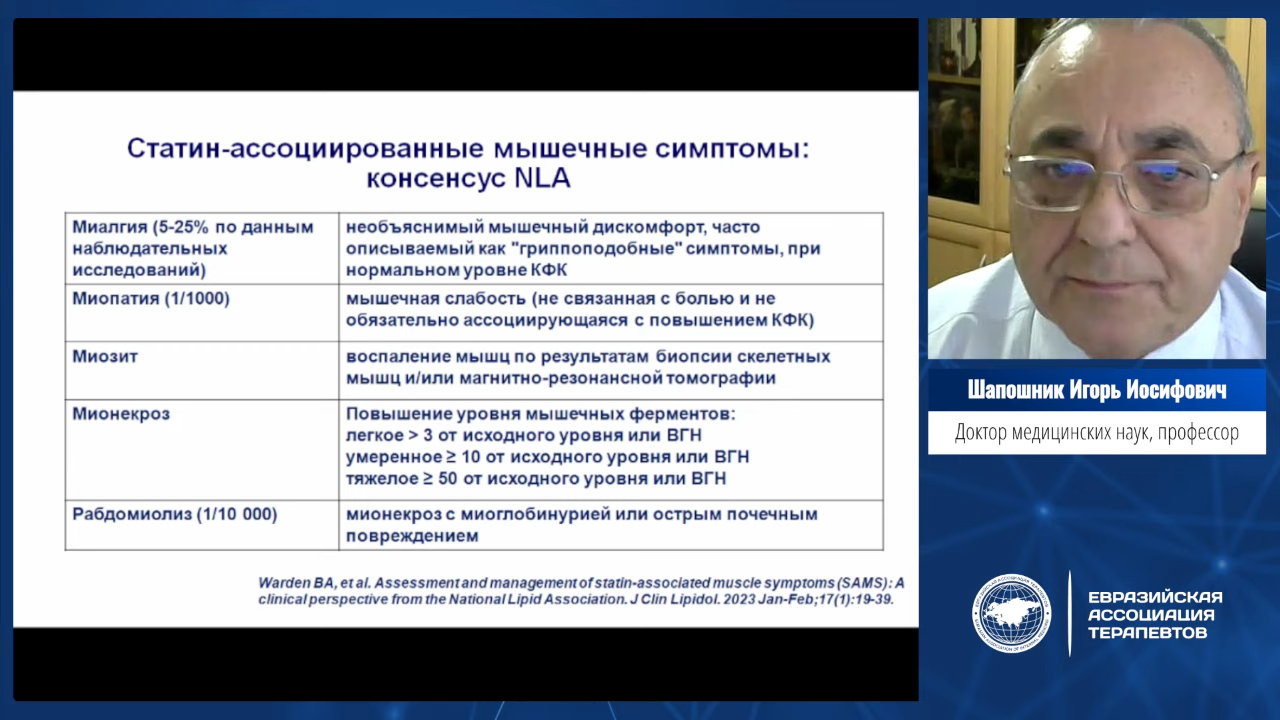 Статин-ассоциированные мышечные симптомы:
консенсус NLA
Миалгия (5-25% по данным
наблюдательных
исследований)
необъяснимый мышечный дискомфорт, часто
описываемый как "гриппоподобные" симптомы, при
нормальном уровне КФК
Миопатия (1/1000)
мышечная слабость (не связанная с болью и не
обязательно ассоциирующаяся с повышением КФК)
Миозит
воспаление мышц по результатам биопсии скелетных
мышц и/или магнитно-резонансной томографии
Мионекроз
Повышение уровня мышечных ферментов:
легкое > 3 от исходного уровня или ВГН
умеренное ≥ 10 от исходного уровня или ВГН
тяжелое ≥ 50 от исходного уровня или ВГН
Рабдомиолиз (1/10 000)
мионекроз с миоглобинурией или острым почечным
повреждением
Warden BA, et al. Assessment and management of statin-associated muscle symptoms (SAMS): A
clinical perspective from the National Lipid Association. J Clin Lipidol. 2023 Jan-Feb;17(1):19-39.
Шапошник Игорь Иосифович
Доктор медицинских наук, профессор
ЕВРАЗИЙСКАЯ
АССОЦИАЦИЯ
ТЕРАПЕВТОВ